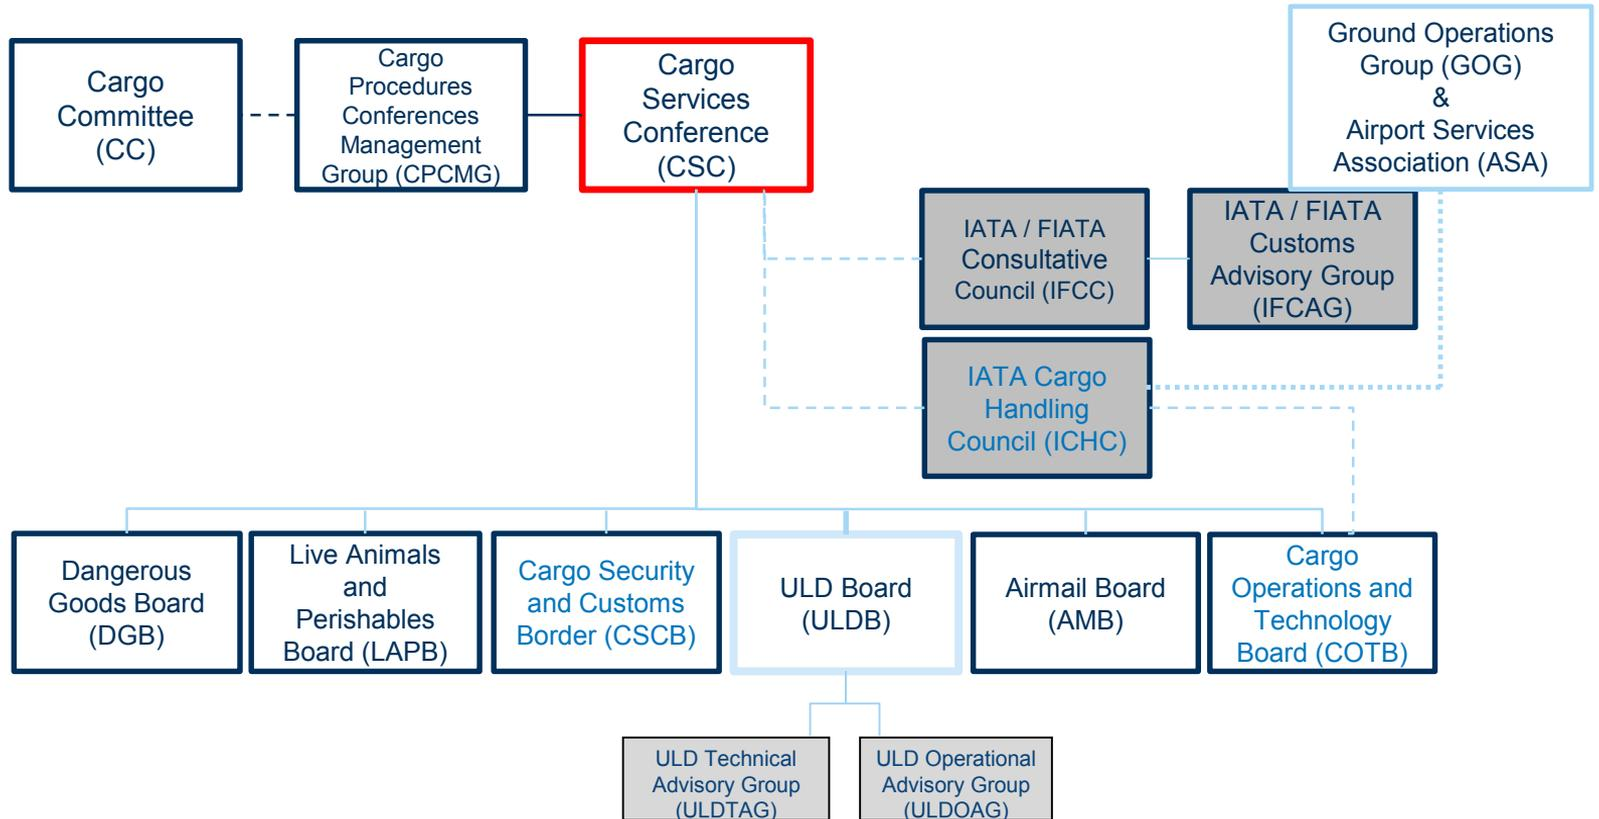 Cargo
Committee
(CC)
Cargo
Procedures
Conferences
Management
Group (CPCMG)
Cargo
Services
Conference
(CSC)
Ground Operations
Group (GOG)
&
Airport Services
Association (ASA)
IATA / FIATA
Consultative
Council (IFCC)
IATA / FIATA
Customs
Advisory Group
(IFCAG)
IATA Cargo
Handling
Council (ICHC)
Dangerous
Goods Board
(DGB)
Live Animals
and
Perishables
Board (LAPB)
Cargo Security
and Customs
Border (CSCB)
ULD Board
(ULDB)
Airmail Board
(AMB)
Cargo
Operations and
Technology
Board (COTB)
ULD Technical
Advisory Group
(ULDTAG)
ULD Operational
Advisory Group
(ULDOAG)